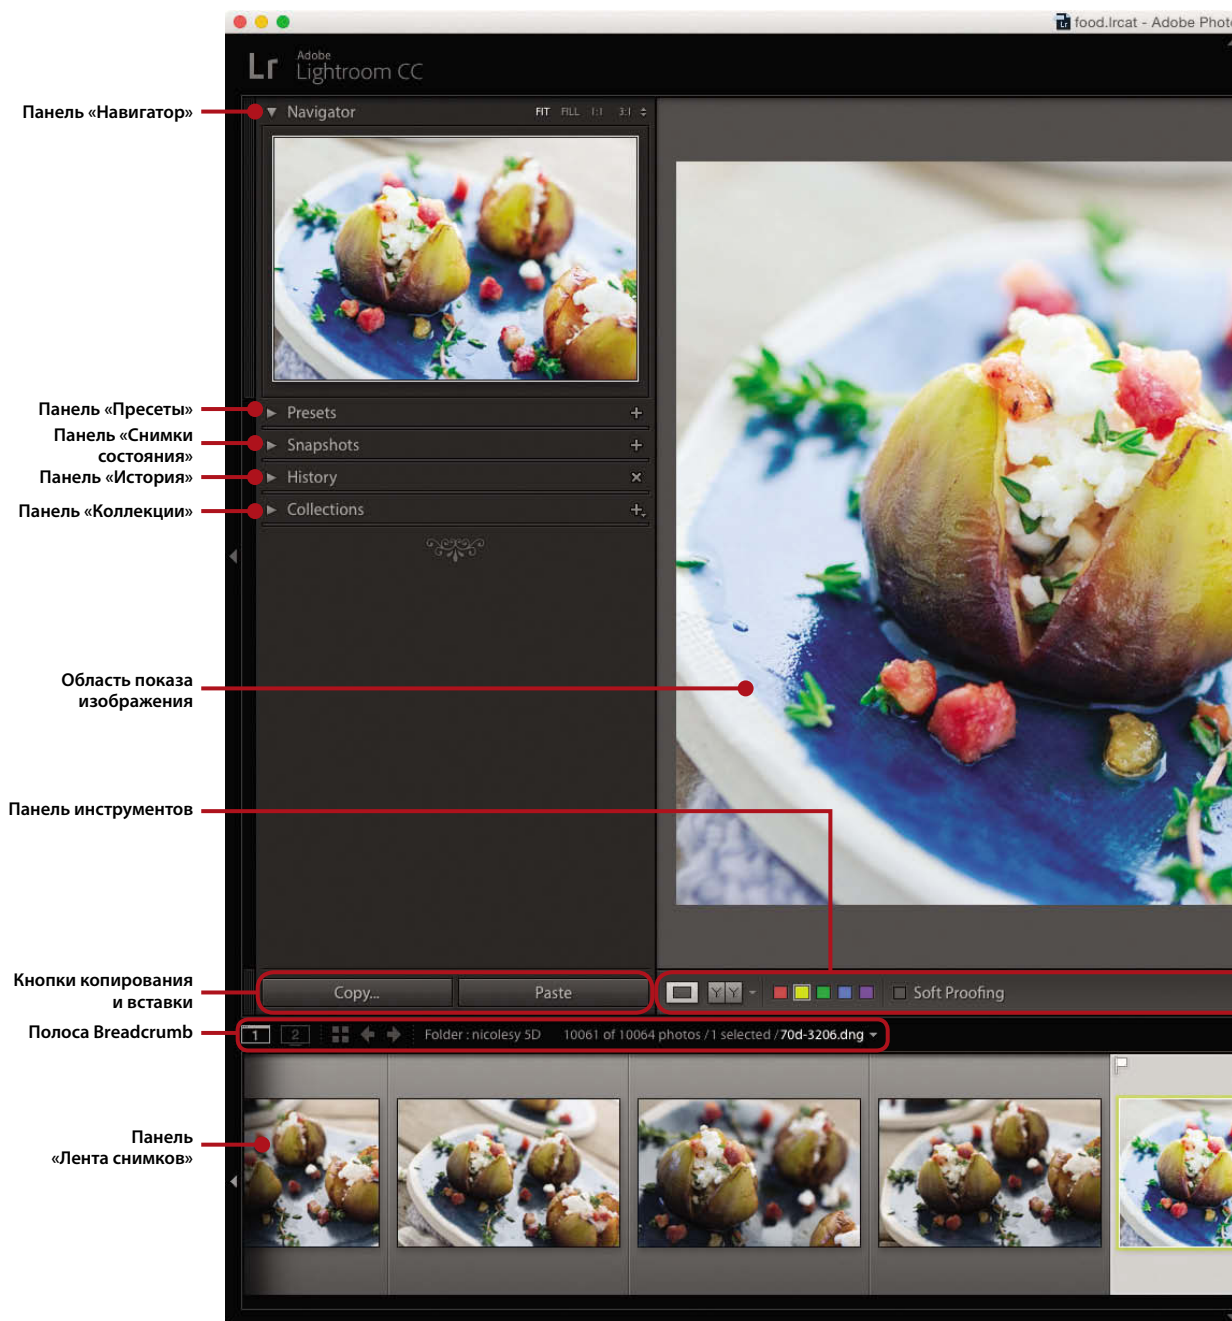 food.lrcat - Adobe Phot
Lr Adobe
Lightroom CC
Панель «Навигатор»
Navigator FIT FILL 1:1 3:1
Панель «Пресеты»
Presets
Панель «Снимки
состояния»
Snapshots
Панель «История»
History
Панель «Коллекции»
Collections
Область показа
изображения
Панель инструментов
Кнопки копирования
и вставки
Copy... Paste
Y Y Soft Proofing
Полоса Breadcrumb
1 2 Folder : nicolesy 5D 10061 of 10064 photos / 1 selected / 70d-3206.dng
Панель
«Лента снимков»